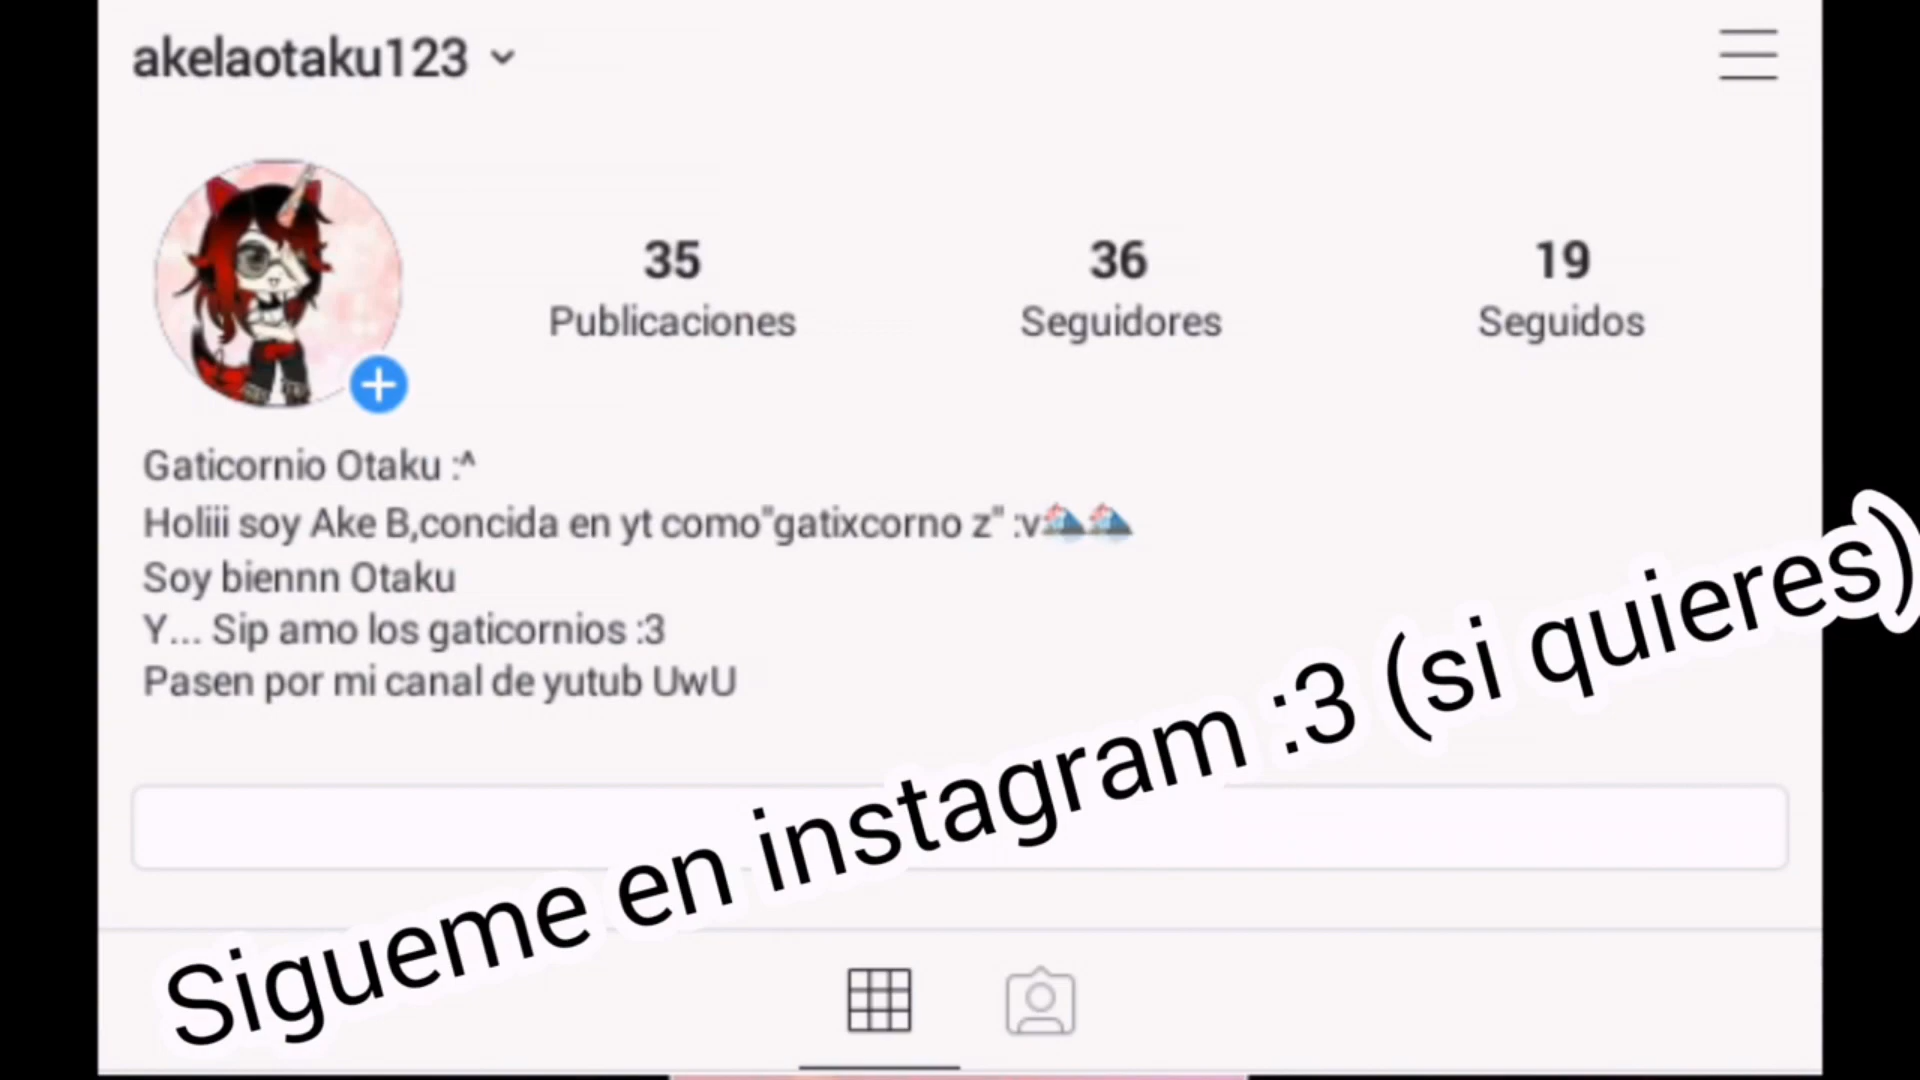 akelaotaku123
35
Publicaciones
36
Seguidores
19
Seguidos
Gaticornio Otaku :^
Holiii soy Ake B,concida en yt como"gatixcorno z" :v
Soy biennn Otaku
Y... Sip amo los gaticornios :3
Pasen por mi canal de yutub UwU
Sigueme en instagram :3 (si quieres)